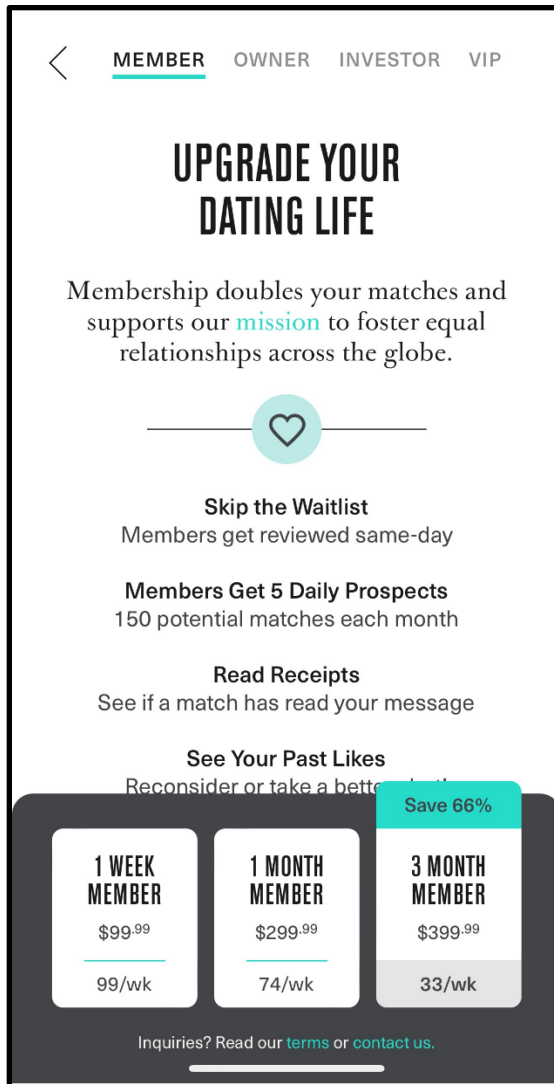 MEMBER OWNER INVESTOR VIP
UPGRADE YOUR
DATING LIFE
Membership doubles your matches and
supports our mission to foster equal
relationships across the globe.
Skip the Waitlist
Members get reviewed same-day
Members Get 5 Daily Prospects
150 potential matches each month
Read Receipts
See if a match has read your message
See Your Past Likes
Reconsider or take a
Save 66%
1 WEEK
MEMBER
$99.99
99/wk
1 MONTH
MEMBER
$299.99
74/wk
3 MONTH
MEMBER
$399.99
33/wk
Inquiries? Read our terms or contact us.